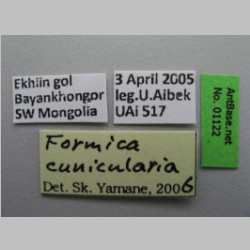 Ekhiin gol
Bayankhongor
SW Mongolia
3 April 2005
leg.U.Aibek
UAi 517
AntBase.net
No. 01122
Formica
cunicularia
Det. Sk. Yamane, 2006